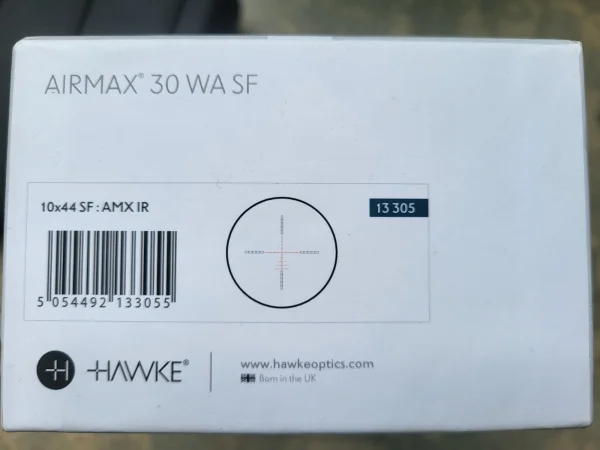 AIRMAX® 30 WA SF
10x44 SF : AMX IR
13 305
5 054492 133055
HAWKE®
www.hawkeoptics.com
Born in the UK